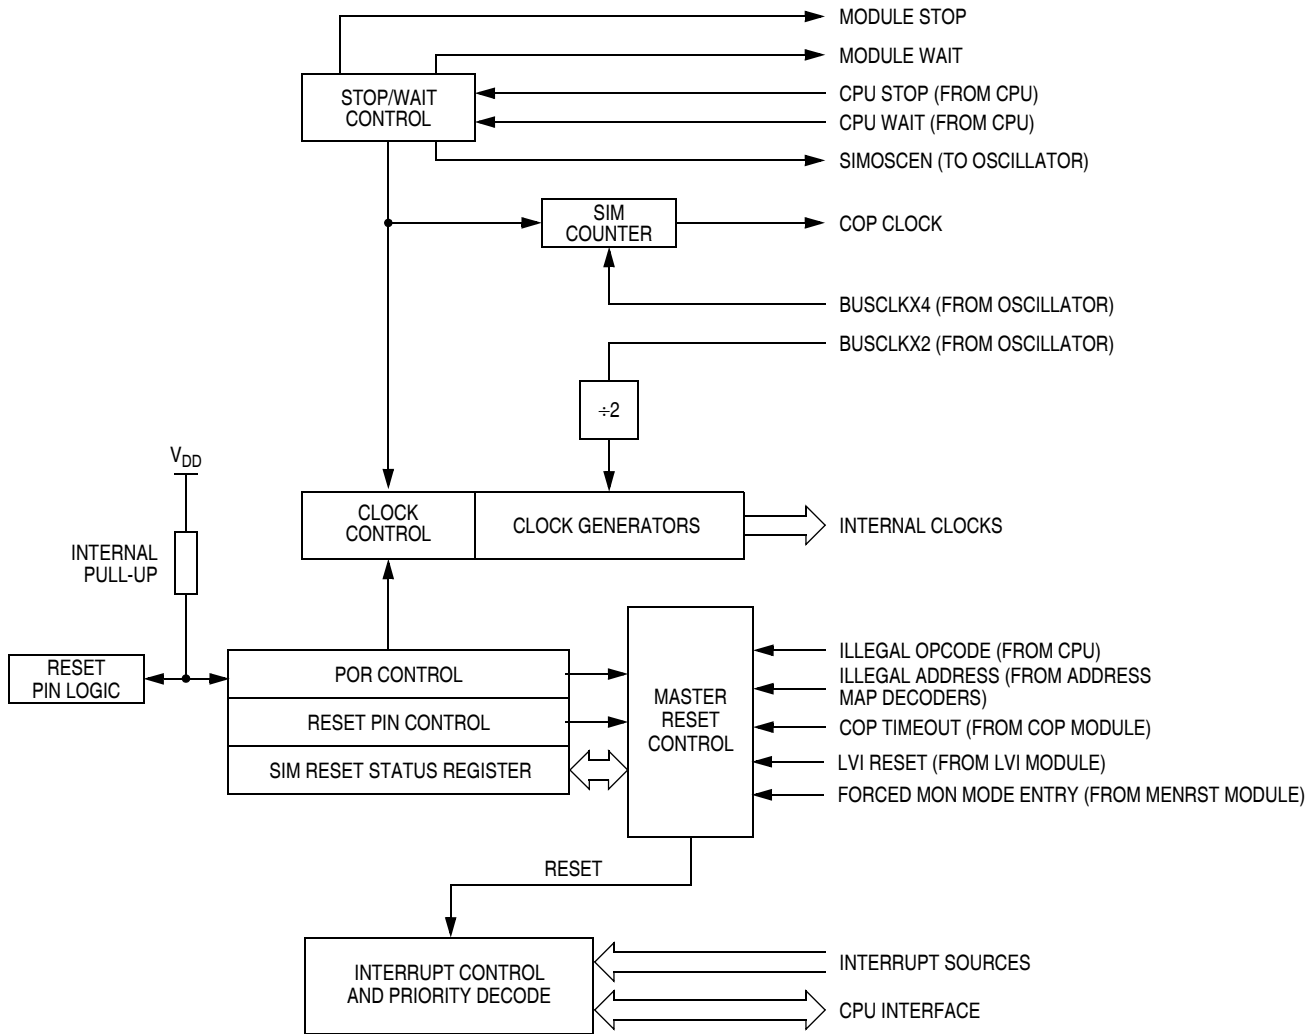 MODULE STOP
MODULE WAIT
STOP/WAIT
CONTROL
CPU STOP (FROM CPU)
CPU WAIT (FROM CPU)
SIMOSCEN (TO OSCILLATOR)
SIM
COUNTER
COP CLOCK
BUSCLKX4 (FROM OSCILLATOR)
BUSCLKX2 (FROM OSCILLATOR)
÷2
VDD
INTERNAL
PULL-UP
CLOCK
CONTROL
CLOCK GENERATORS
INTERNAL CLOCKS
RESET
PIN LOGIC
POR CONTROL
RESET PIN CONTROL
SIM RESET STATUS REGISTER
MASTER
RESET
CONTROL
ILLEGAL OPCODE (FROM CPU)
ILLEGAL ADDRESS (FROM ADDRESS
MAP DECODERS)
COP TIMEOUT (FROM COP MODULE)
LVI RESET (FROM LVI MODULE)
FORCED MON MODE ENTRY (FROM MENRST MODULE)
RESET
INTERRUPT CONTROL
AND PRIORITY DECODE
INTERRUPT SOURCES
CPU INTERFACE